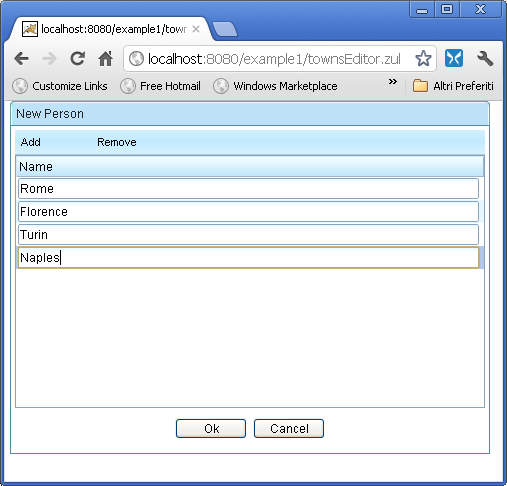 localhost:8080/example1/town
localhost:8080/example1/townsEditor.zul
Customize Links Free Hotmail Windows Marketplace » Altri Preferiti
New Person
Add Remove
Name
Rome
Florence
Turin
Naples
Ok Cancel